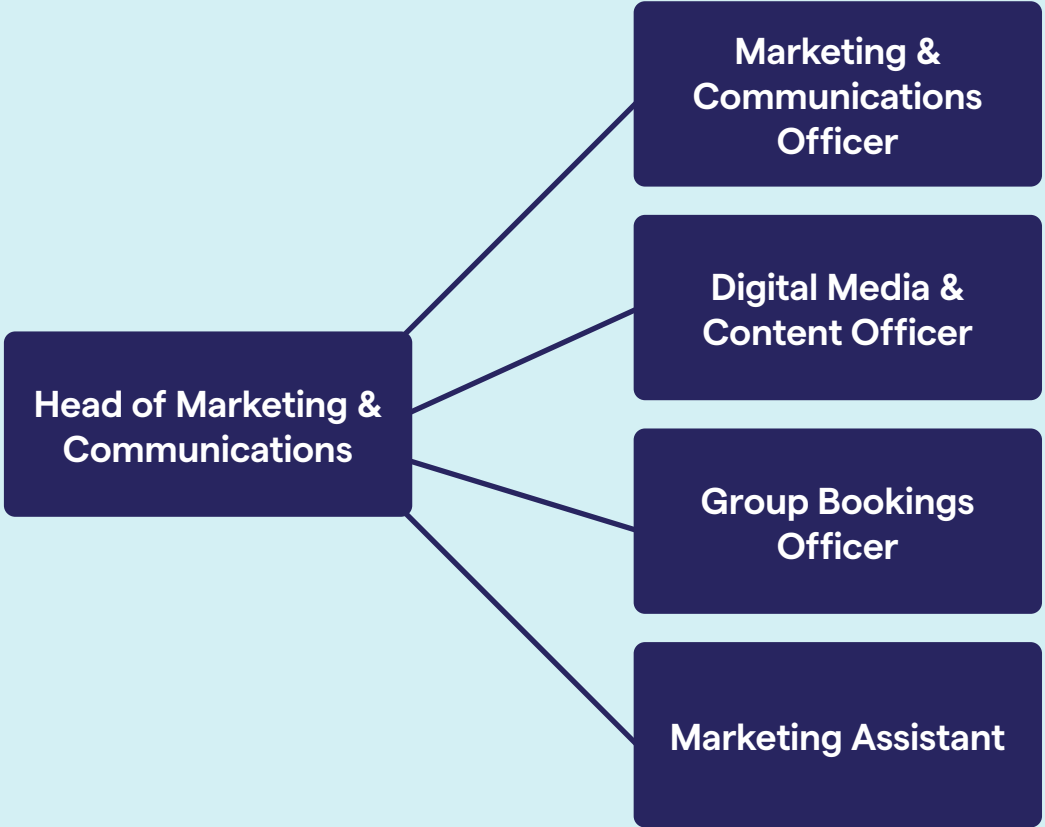 Head of Marketing &
Communications
Marketing &
Communications
Officer
Digital Media &
Content Officer
Group Bookings
Officer
Marketing Assistant